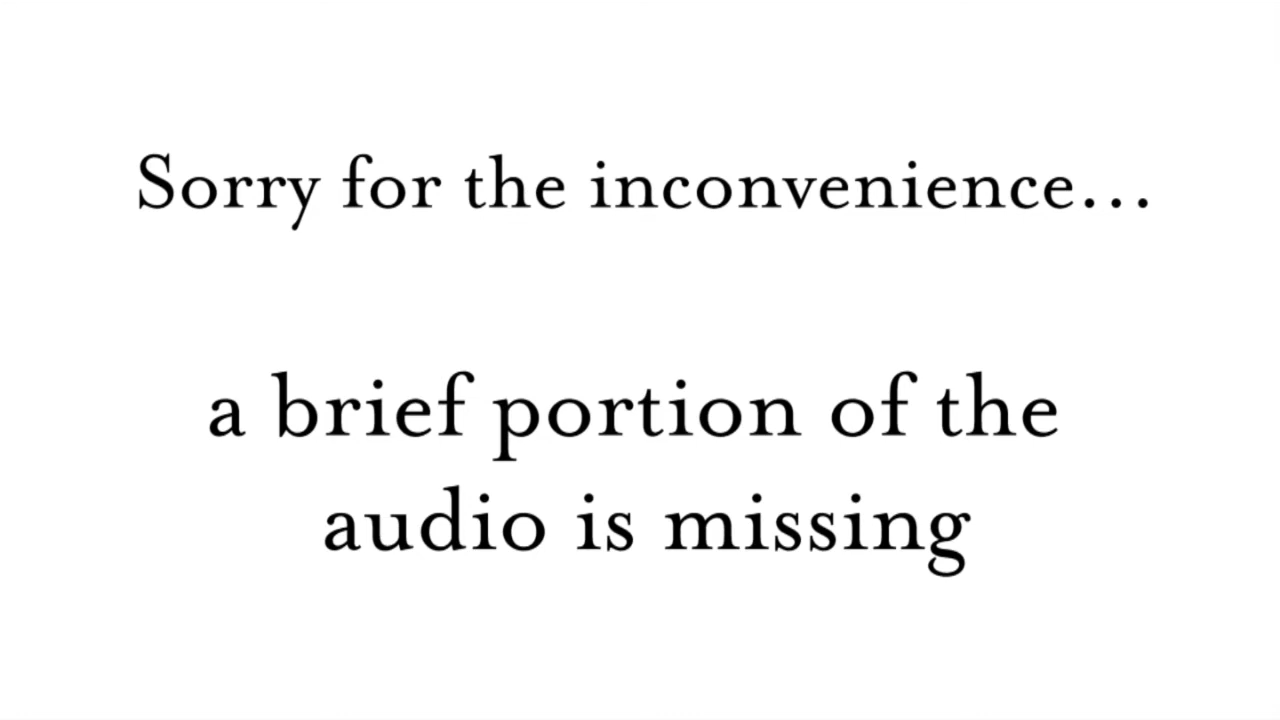 Sorry for the inconvenience…
a brief portion of the
audio is missing